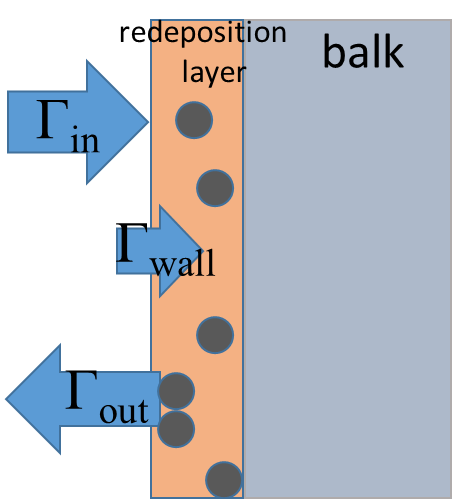 redeposition
layer
balk
Γin
Γwall
Γout